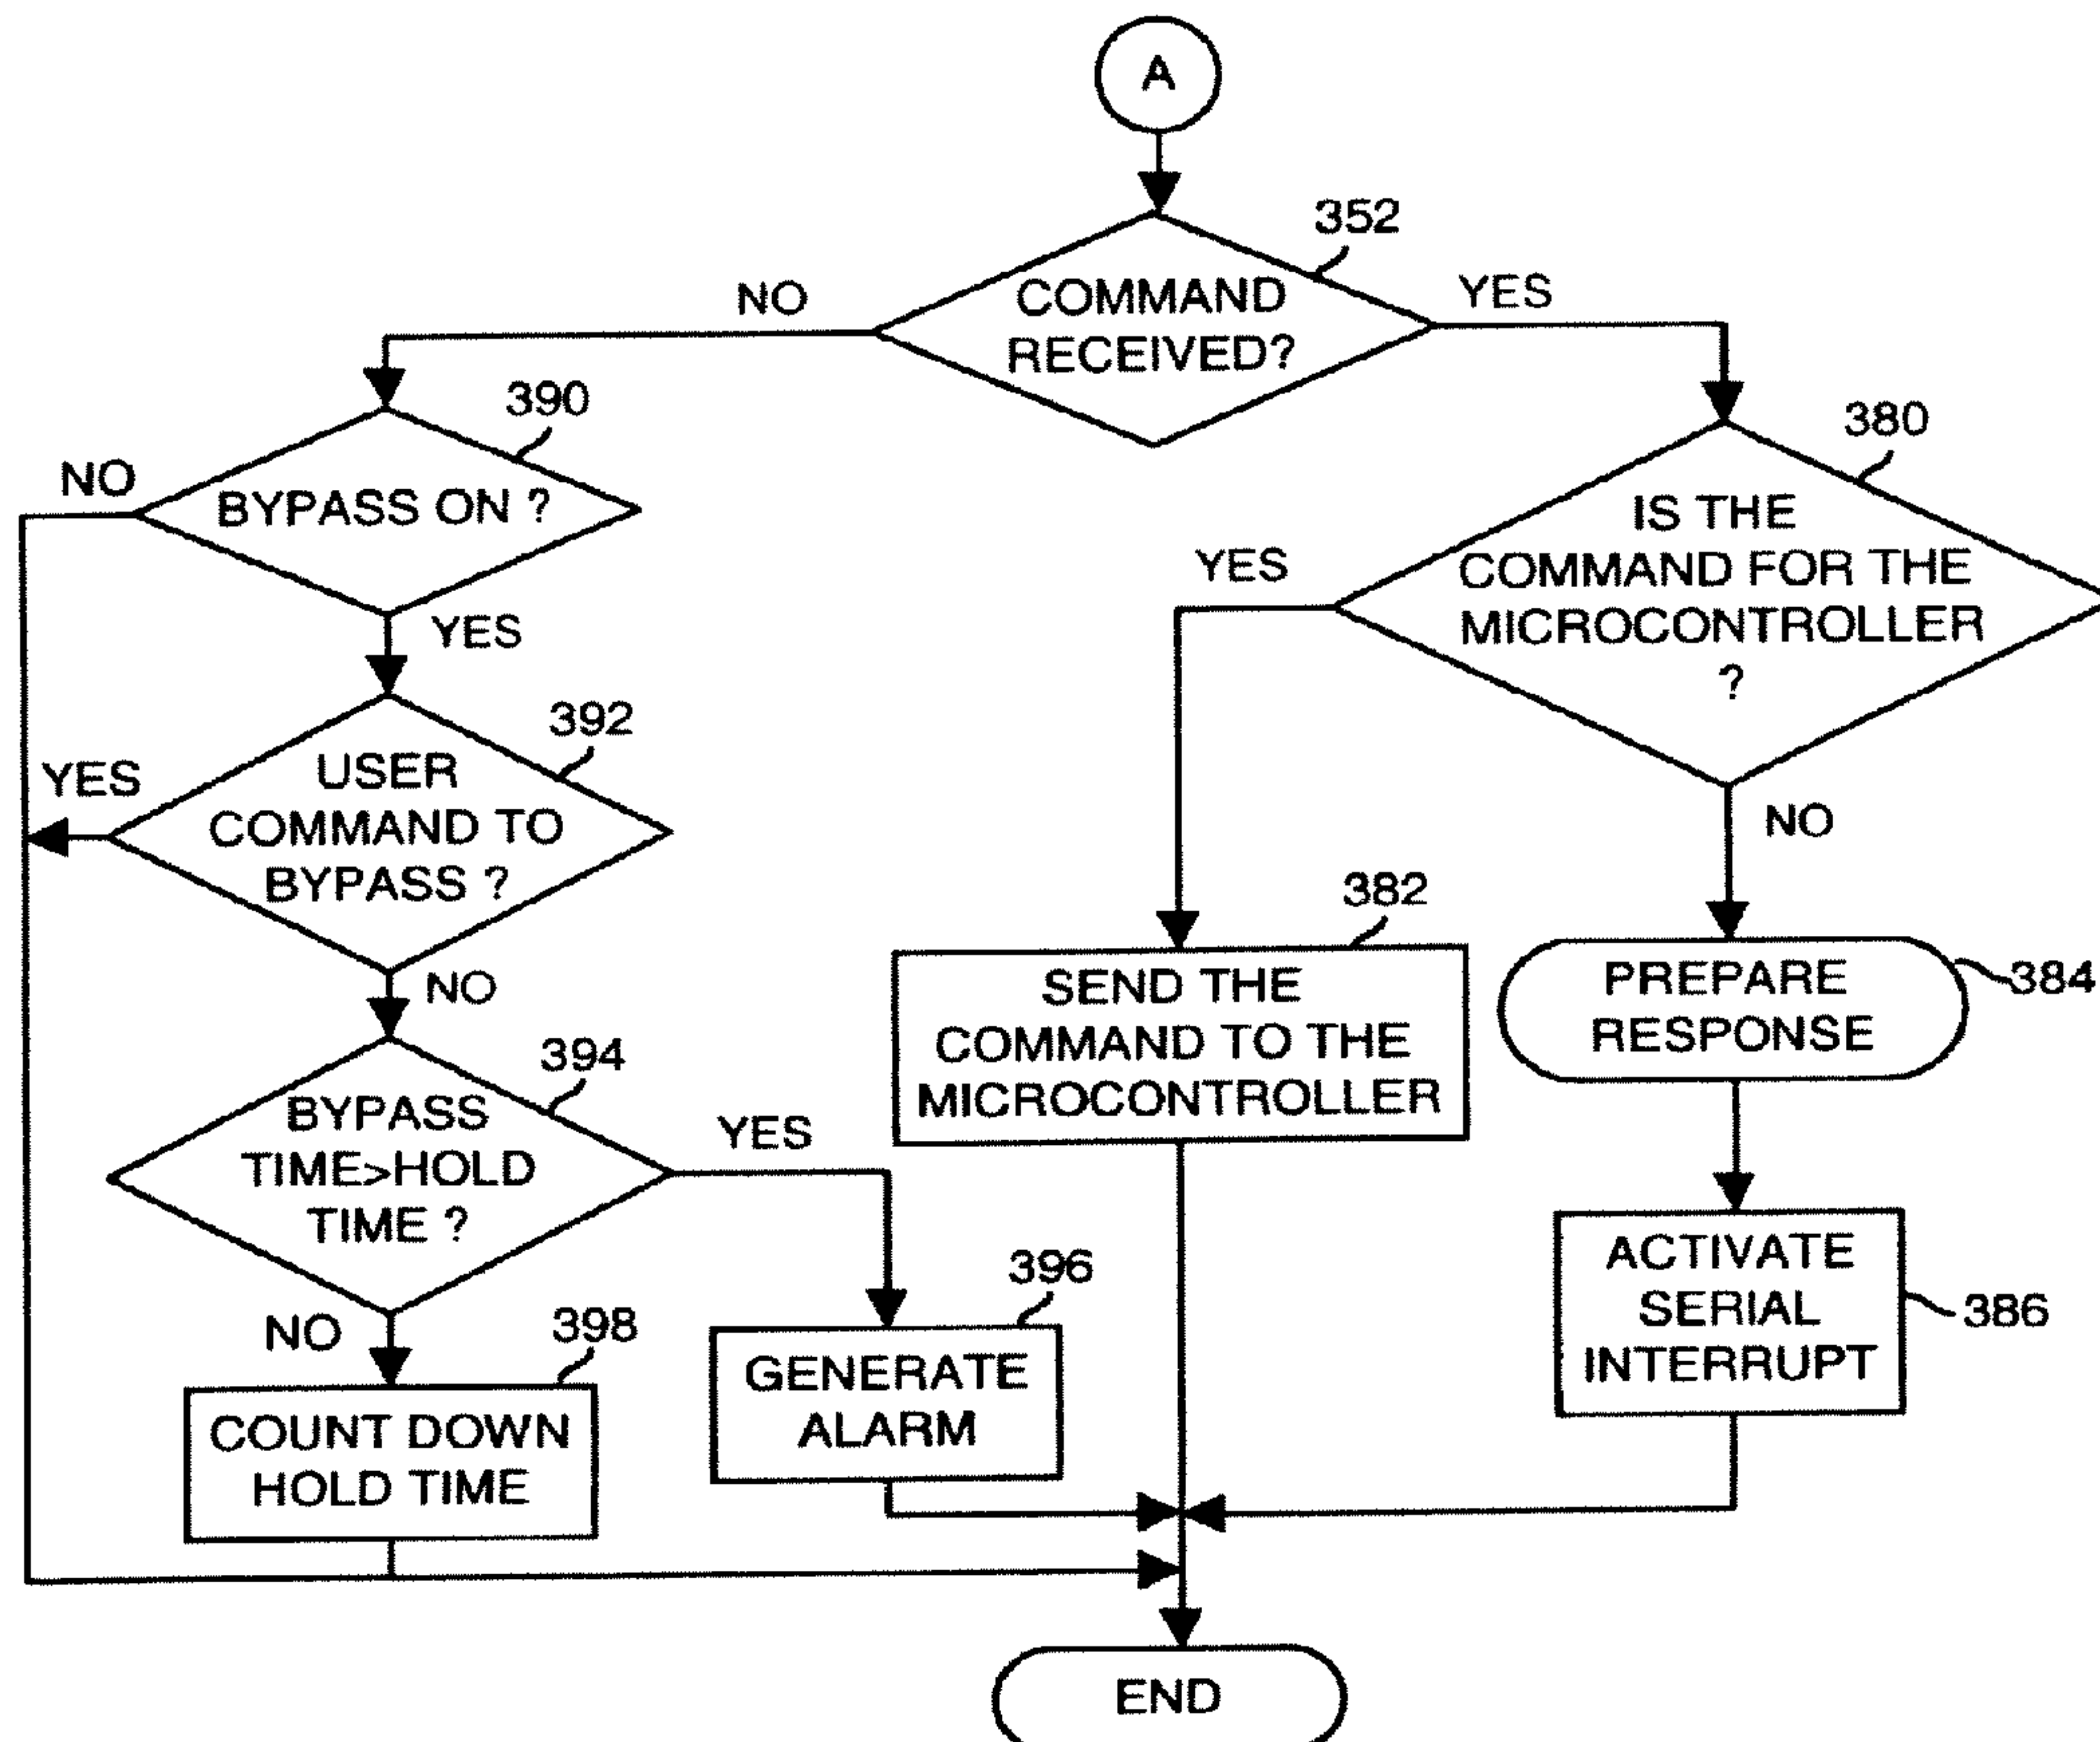 A
352
COMMAND
RECEIVED?
NO
YES
390
BYPASS ON ?
NO
YES
380
IS THE
COMMAND FOR THE
MICROCONTROLLER
?
YES
NO
392
USER
COMMAND TO
BYPASS ?
YES
NO
382
SEND THE
COMMAND TO THE
MICROCONTROLLER
PREPARE
RESPONSE
384
394
BYPASS
TIME>HOLD
TIME ?
YES
NO
396
GENERATE
ALARM
ACTIVATE
SERIAL
INTERRUPT
386
398
COUNT DOWN
HOLD TIME
END